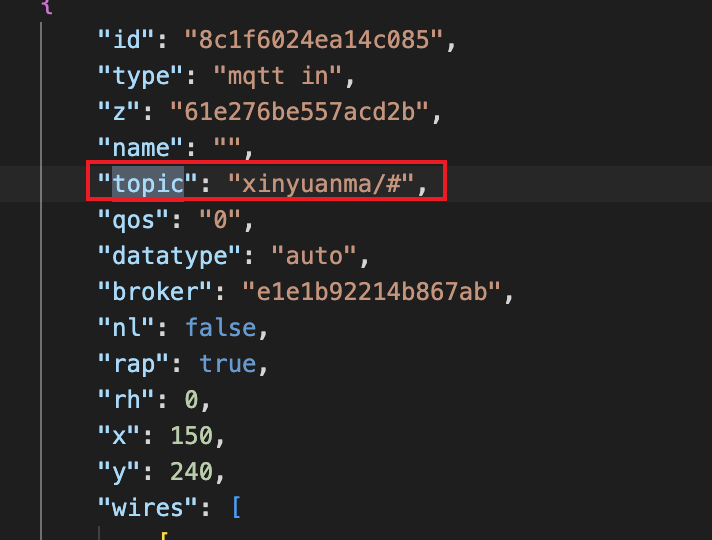 {
"id": "8c1f6024ea14c085",
"type": "mqtt in",
"z": "61e276be557acd2b",
"name": "",
"topic": "xinyuanma/#",
"qos": "0",
"datatype": "auto",
"broker": "e1e1b92214b867ab",
"nl": false,
"rap": true,
"rh": 0,
"x": 150,
"y": 240,
"wires": [
[